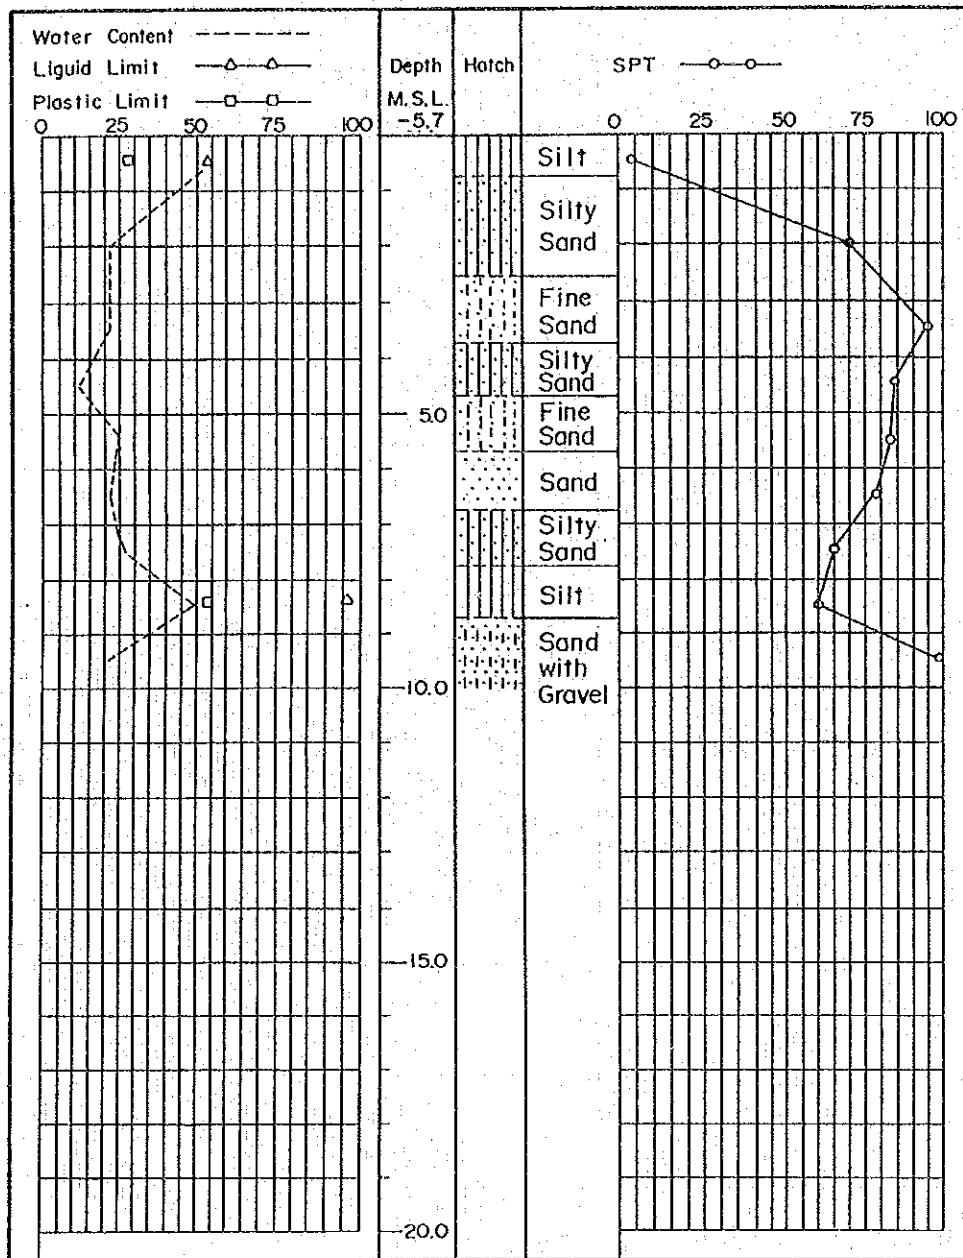 Water Content
Liquid Limit
Plastic Limit
0 25 50 75 100
Depth
M.S.L.
-5.7
Hatch
SPT
0 25 50 75 100
Silt
Silty
Sand
Fine
Sand
Silty
Sand
5.0
Fine
Sand
Sand
Silty
Sand
Silt
Sand
with
Gravel
10.0
15.0
20.0